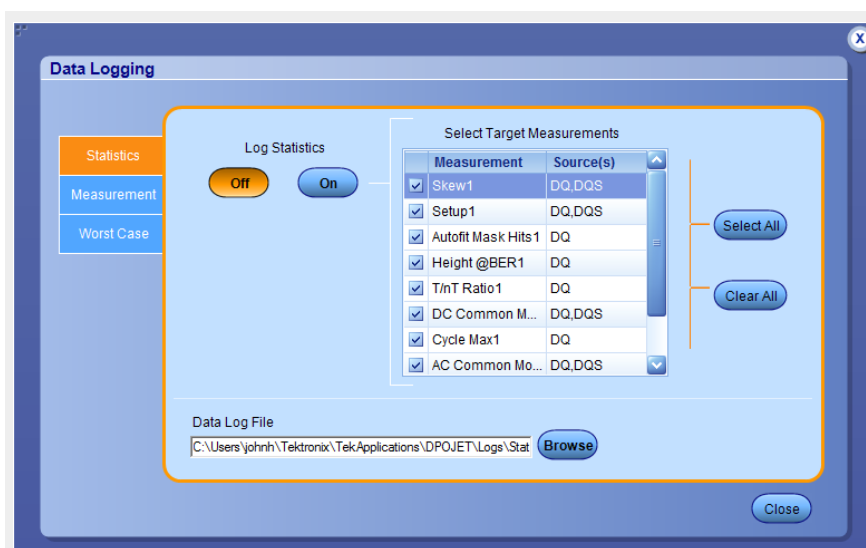 X
Data Logging
Statistics
Measurement
Worst Case
Log Statistics
Off
On
Select Target Measurements
Measurement Source(s)
Skew1 DQ,DQS
Setup1 DQ,DQS
Autofit Mask Hits1 DQ
Height @BER1 DQ
T/nT Ratio1 DQ
DC Common M... DQ,DQS
Cycle Max1 DQ
AC Common Mo... DQ,DQS
Select All
Clear All
Data Log File
C:\Users\johnh\Tektronix\TekApplications\DPOJET\Logs\Stat
Browse
Close